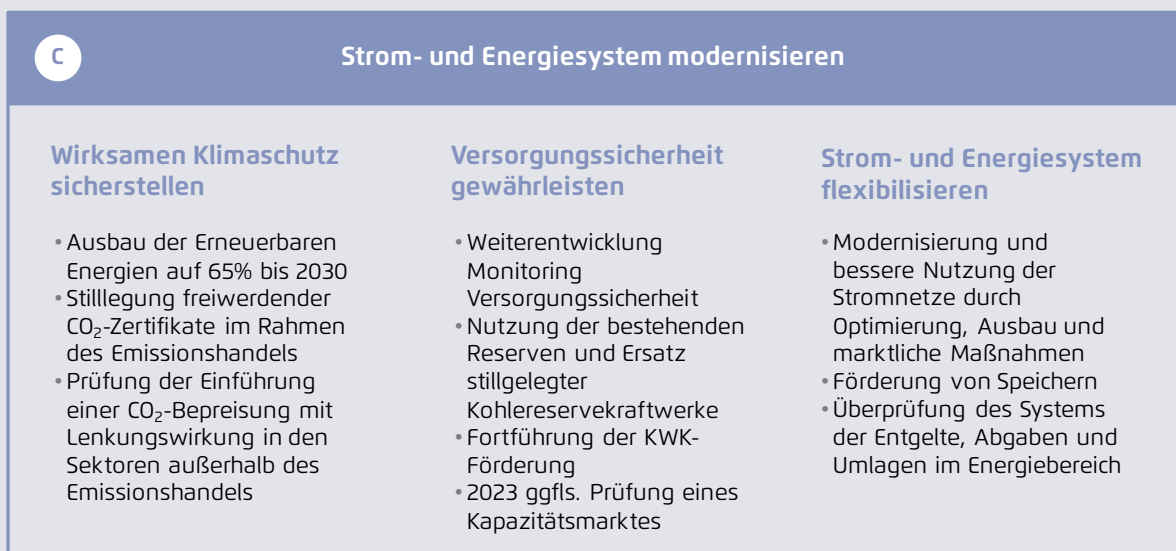 C
Strom- und Energiesystem modernisieren
Wirksamen Klimaschutz
sicherstellen
• Ausbau der Erneuerbaren
Energien auf 65% bis 2030
• Stilllegung freiwerdender
CO₂-Zertifikate im Rahmen
des Emissionshandels
• Prüfung der Einführung
einer CO₂-Bepreisung mit
Lenkungswirkung in den
Sektoren außerhalb des
Emissionshandels
Versorgungssicherheit
gewährleisten
• Weiterentwicklung
Monitoring
Versorgungssicherheit
• Nutzung der bestehenden
Reserven und Ersatz
stillgelegter
Kohlereservekraftwerke
• Fortführung der KWK-
Förderung
• 2023 ggfls. Prüfung eines
Kapazitätsmarktes
Strom- und Energiesystem
flexibilisieren
• Modernisierung und
bessere Nutzung der
Stromnetze durch
Optimierung, Ausbau und
marktliche Maßnahmen
• Förderung von Speichern
• Überprüfung des Systems
der Entgelte, Abgaben und
Umlagen im Energiebereich